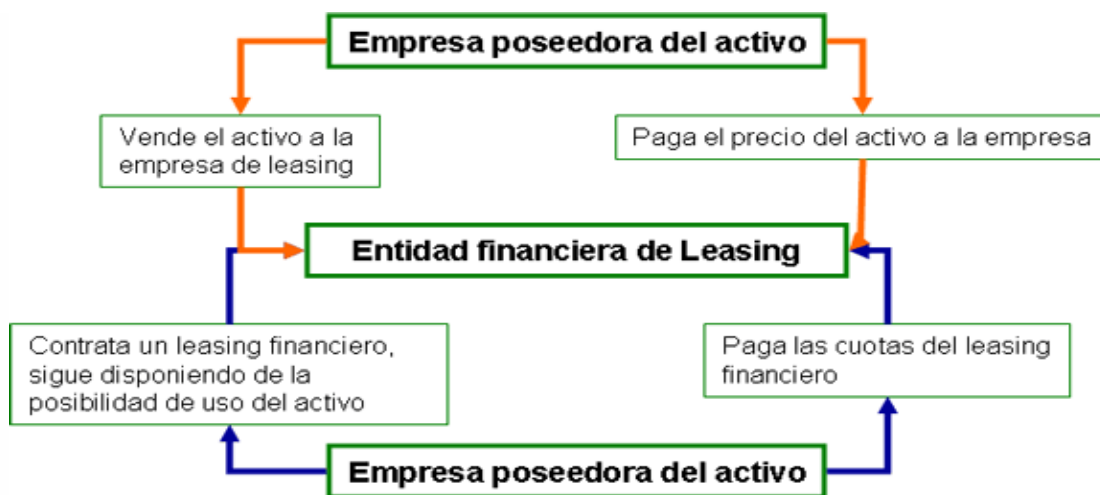 Empresa poseedora del activo
Vende el activo a la
empresa de leasing
Paga el precio del activo a la empresa
Entidad financiera de Leasing
Contrata un leasing financiero,
sigue disponiendo de la
posibilidad de uso del activo
Paga las cuotas del leasing
financiero
Empresa poseedora del activo